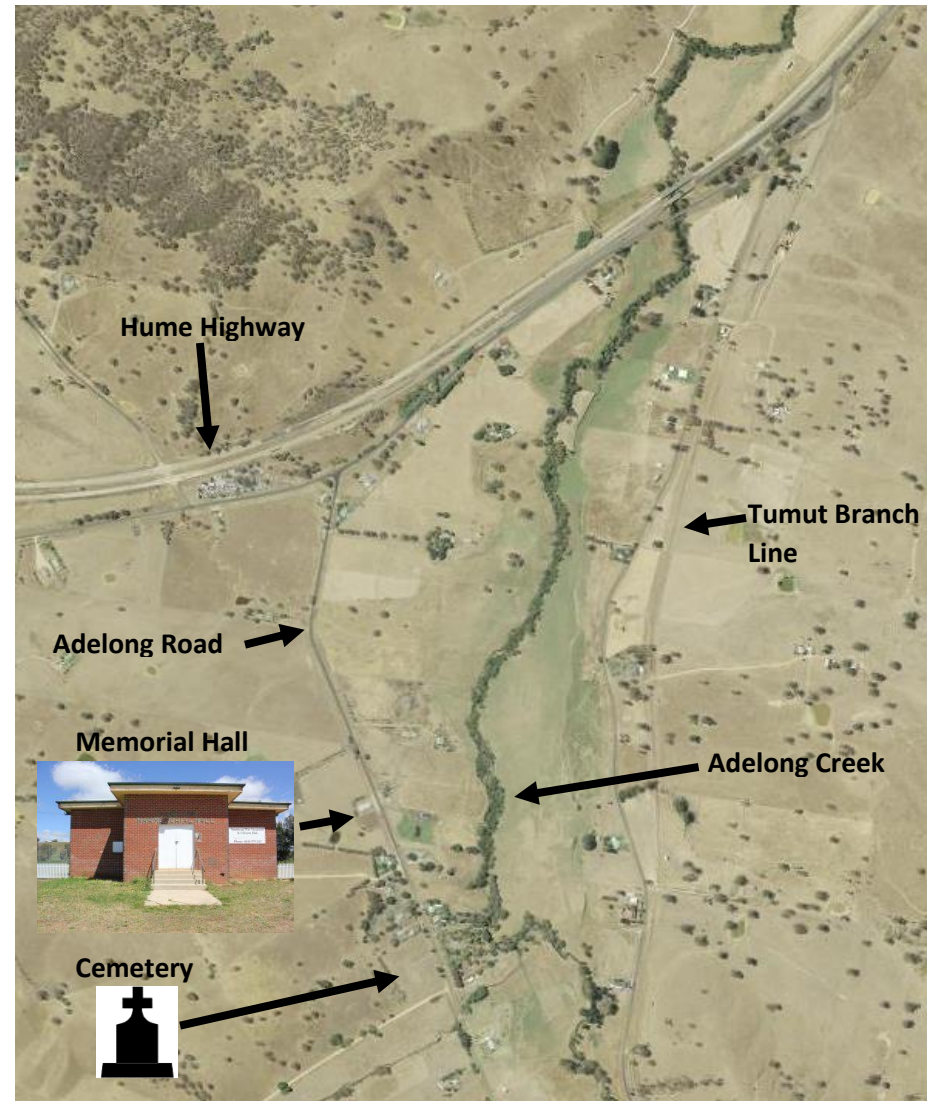 Hume Highway
Tumut Branch
Line
Adelong Road
Memorial Hall
Adelong Creek
Cemetery